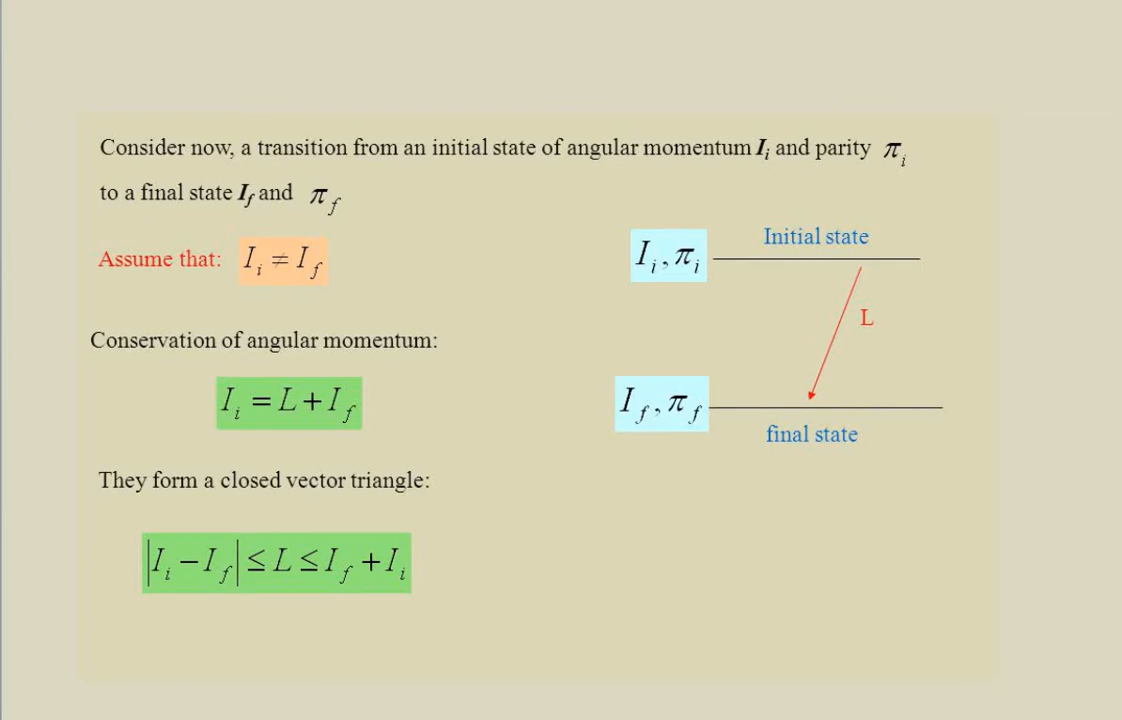 Consider now, a transition from an initial state of angular momentum I_i and parity π_i
to a final state I_f and π_f
Initial state
Assume that: I_i ≠ I_f
I_i, π_i
L
Conservation of angular momentum:
I_i = L + I_f
I_f, π_f
final state
They form a closed vector triangle:
|I_i − I_f| ≤ L ≤ I_f + I_i